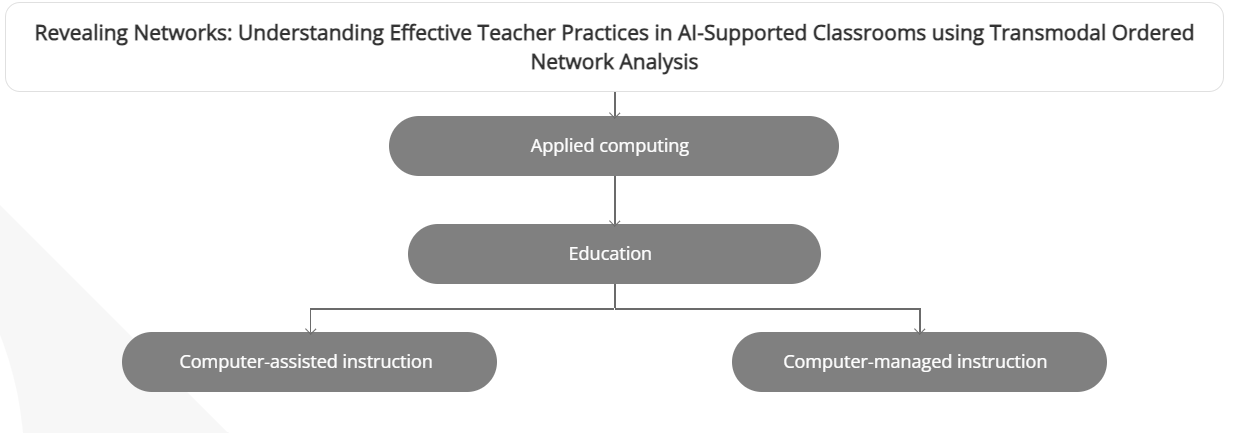 Revealing Networks: Understanding Effective Teacher Practices in AI-Supported Classrooms using Transmodal Ordered
Network Analysis
Applied computing
Education
Computer-assisted instruction
Computer-managed instruction